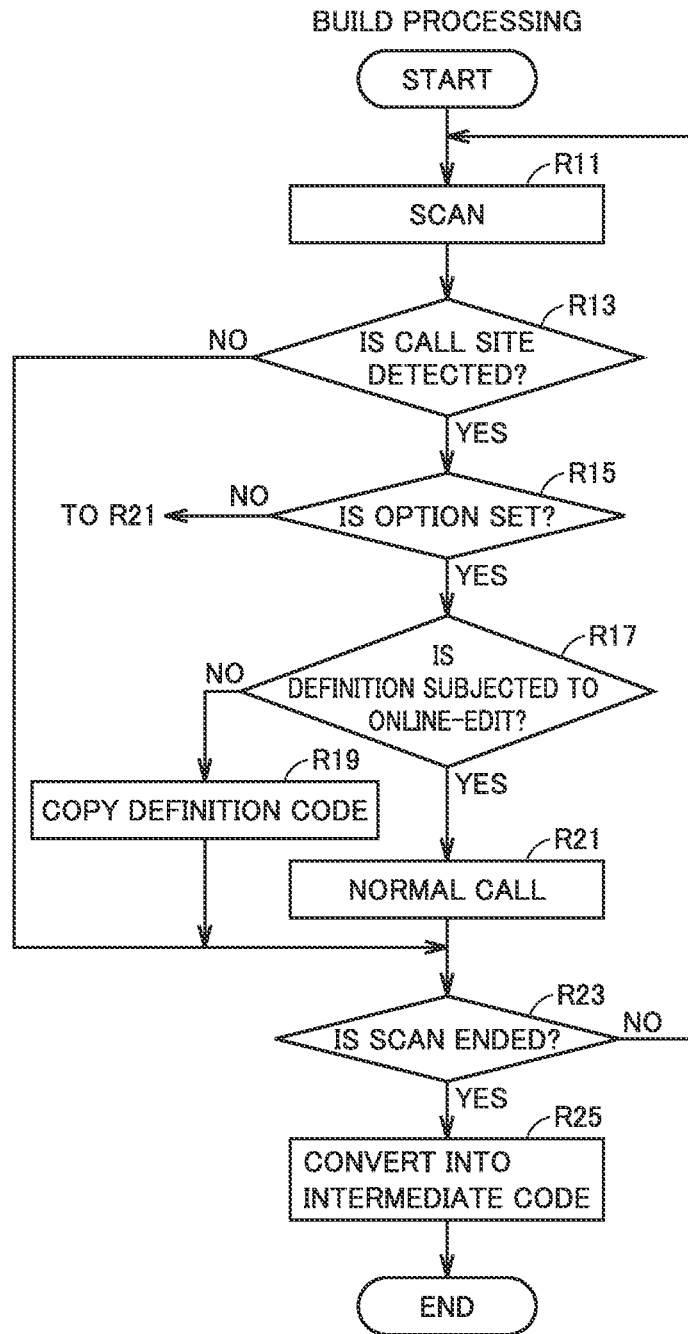 BUILD PROCESSING
START
R11
SCAN
R13
NO
IS CALL SITE
DETECTED?
YES
R15
NO
TO R21
IS OPTION SET?
YES
R17
IS
NO
DEFINITION SUBJECTED TO
ONLINE-EDIT?
R19
YES
COPY DEFINITION CODE
R21
NORMAL CALL
R23
NO
IS SCAN ENDED?
YES
R25
CONVERT INTO
INTERMEDIATE CODE
END